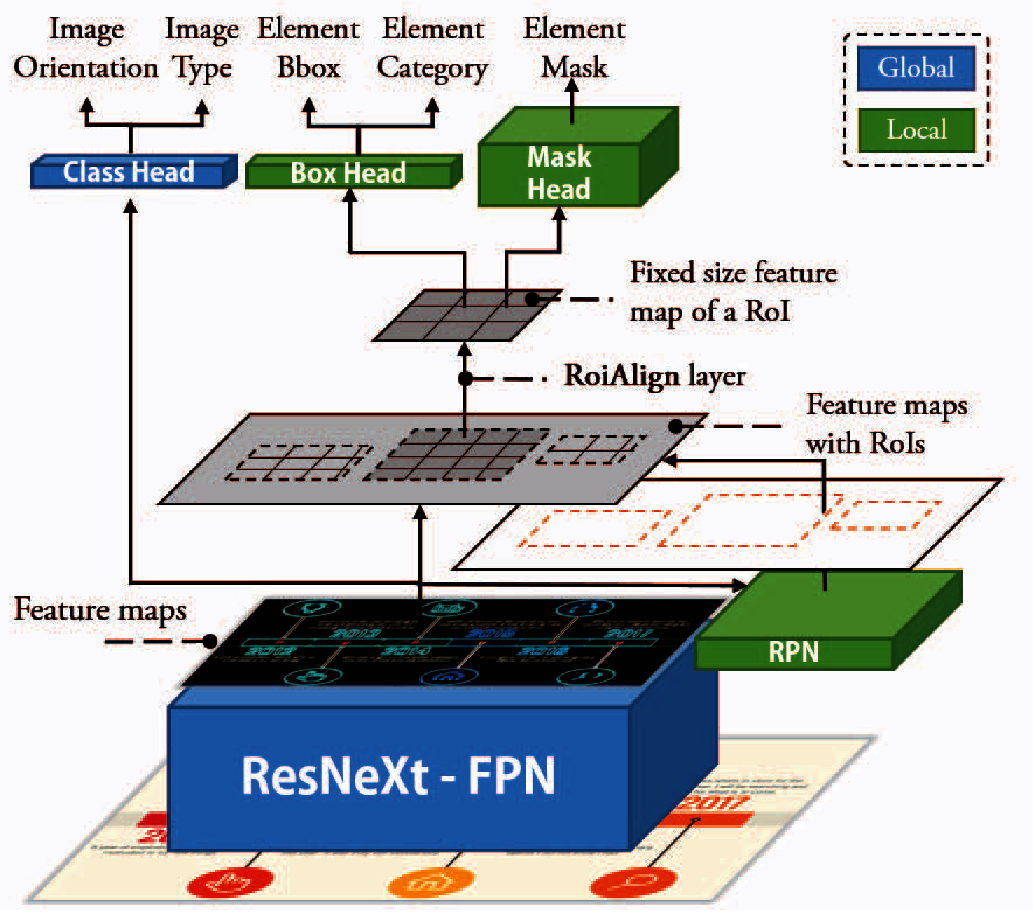 Image Orientation
Image Type
Element Bbox
Element Category
Element Mask
Global
Local
Class Head
Box Head
Mask
Head
Fixed size feature
map of a RoI
RoiAlign layer
Feature maps
with RoIs
Feature maps
2013
2016
2017
2012
2014
2015
RPN
ResNeXt - FPN
2017